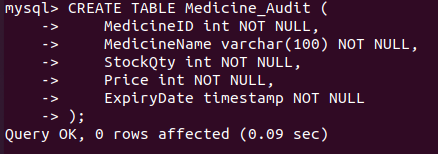 mysql> CREATE TABLE Medicine_Audit (
    ->     MedicineID int NOT NULL,
    ->     MedicineName varchar(100) NOT NULL,
    ->     StockQty int NOT NULL,
    ->     Price int NOT NULL,
    ->     ExpiryDate timestamp NOT NULL
    -> );
Query OK, 0 rows affected (0.09 sec)